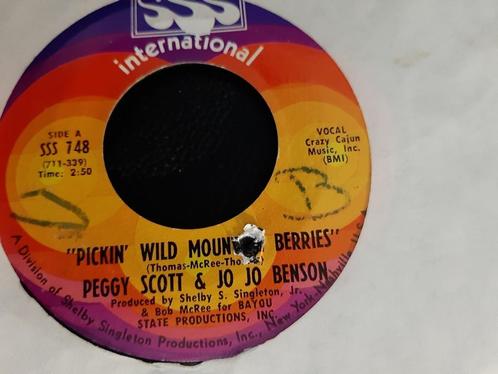 SSS
international
SIDE A
SSS 748
(711-339)
Time: 2:50
VOCAL
Crazy Cajun
Music, Inc.
(BMI)
B
"PICKIN' WILD BERRIES"
(Thomas-McRee-
PEGGY SCOTT & JO JO BENSON
Produced by Shelby S. Singleton, Jr.
& Bob McRee for BAYOU
STATE PRODUCTIONS, INC.
A Division of Shelby Singleton Productions, Inc., New York-Nashville, U.S.A.